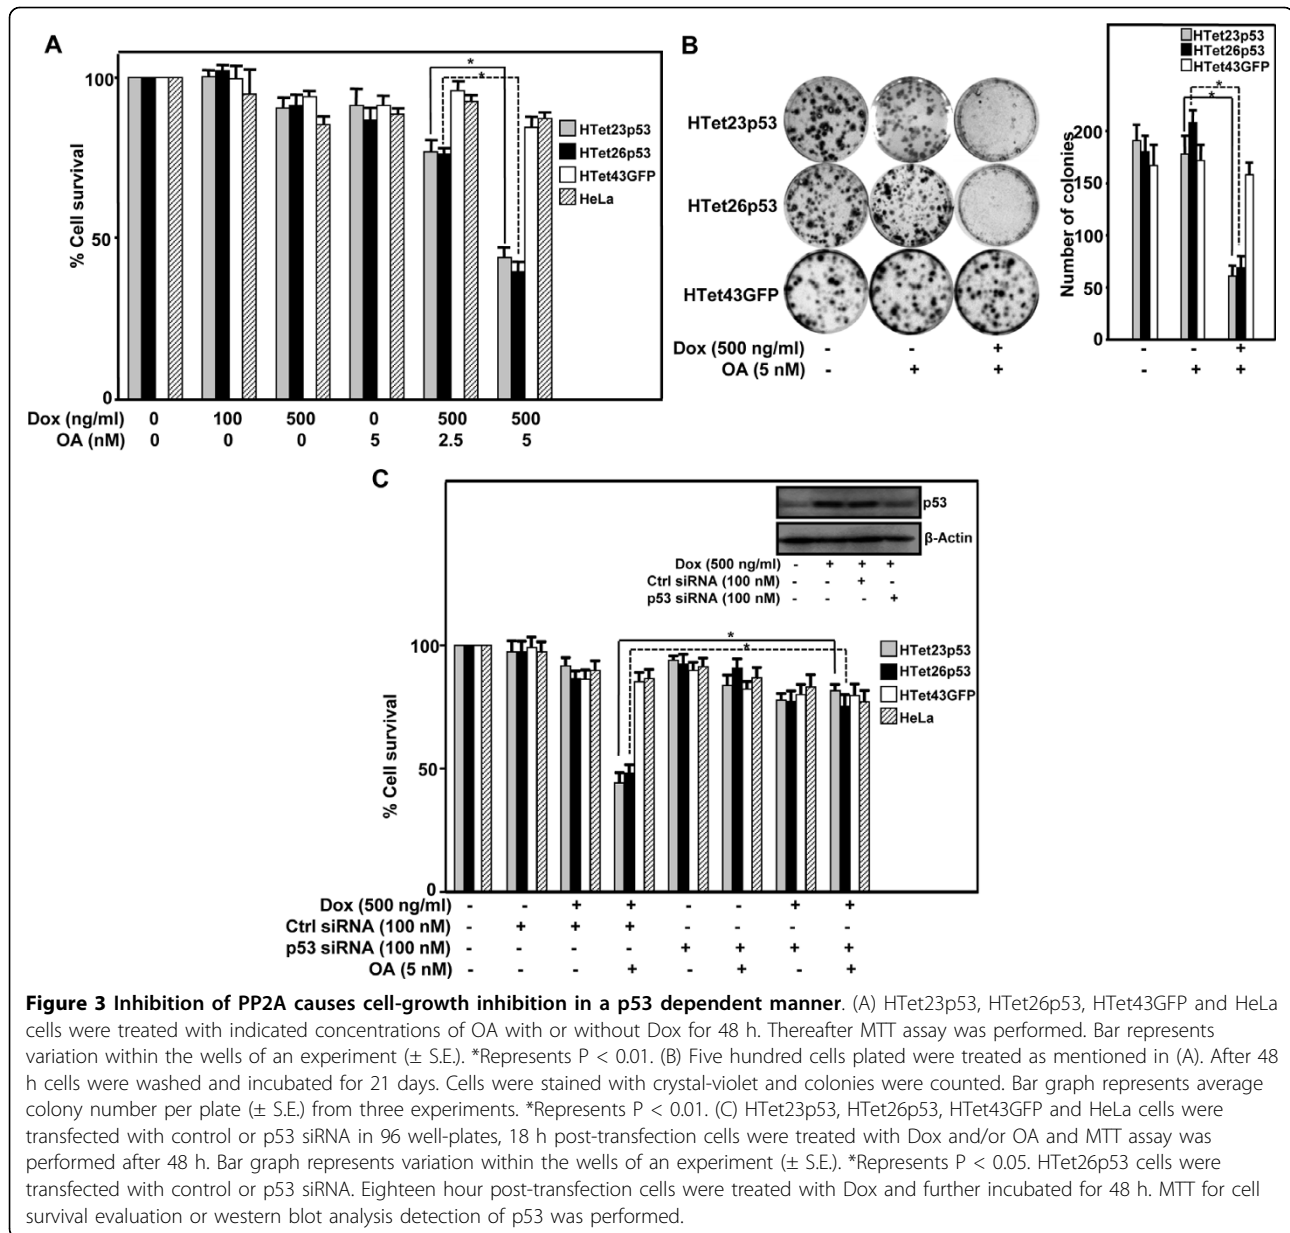 A
100
50
0
% Cell survival
*
*
HTet23p53
HTet26p53
HTet43GFP
HeLa
Dox (ng/ml) 0 100 500 0 500 500
OA (nM) 0 0 0 5 2.5 5
B
HTet23p53
HTet26p53
HTet43GFP
Dox (500 ng/ml) - - +
OA (5 nM) - + +
HTet23p53
HTet26p53
HTet43GFP
*
*
200
150
100
50
0
Number of colonies
- - +
- + +
C
p53
β-Actin
Dox (500 ng/ml) - + + +
Ctrl siRNA (100 nM) - - + -
p53 siRNA (100 nM) - - - +
100
50
0
% Cell survival
*
*
HTet23p53
HTet26p53
HTet43GFP
HeLa
Dox (500 ng/ml) - - + + - - + +
Ctrl siRNA (100 nM) - + + + - - - -
p53 siRNA (100 nM) - - - - + + + +
OA (5 nM) - - - + - + - +
Figure 3 Inhibition of PP2A causes cell-growth inhibition in a p53 dependent manner. (A) HTet23p53, HTet26p53, HTet43GFP and HeLa
cells were treated with indicated concentrations of OA with or without Dox for 48 h. Thereafter MTT assay was performed. Bar represents
variation within the wells of an experiment (± S.E.). *Represents P < 0.01. (B) Five hundred cells plated were treated as mentioned in (A). After 48
h cells were washed and incubated for 21 days. Cells were stained with crystal-violet and colonies were counted. Bar graph represents average
colony number per plate (± S.E.) from three experiments. *Represents P < 0.01. (C) HTet23p53, HTet26p53, HTet43GFP and HeLa cells were
transfected with control or p53 siRNA in 96 well-plates, 18 h post-transfection cells were treated with Dox and/or OA and MTT assay was
performed after 48 h. Bar graph represents variation within the wells of an experiment (± S.E.). *Represents P < 0.05. HTet26p53 cells were
transfected with control or p53 siRNA. Eighteen hour post-transfection cells were treated with Dox and further incubated for 48 h. MTT for cell
survival evaluation or western blot analysis detection of p53 was performed.